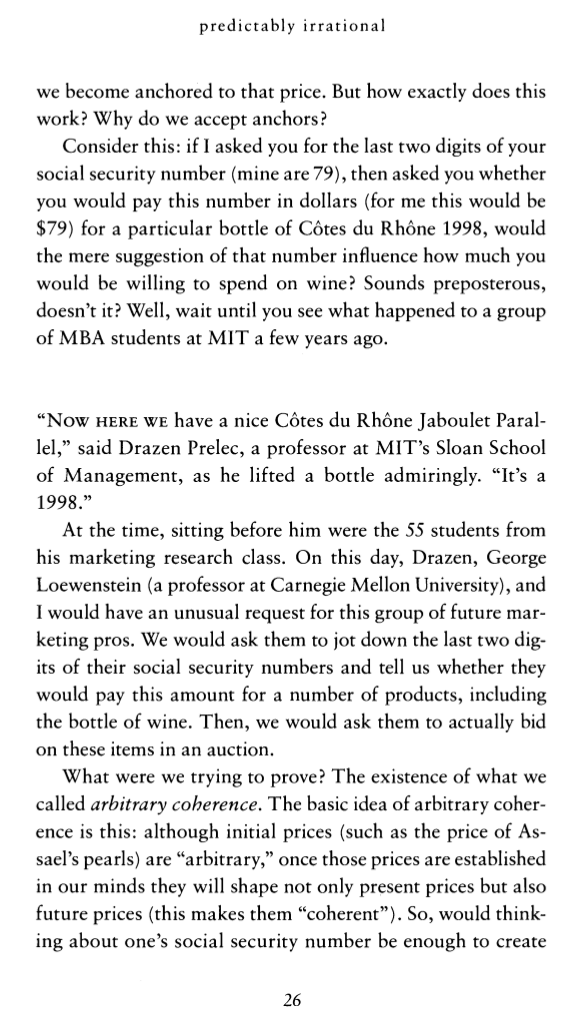 predictably irrational
we become anchored to that price. But how exactly does this
work? Why do we accept anchors?
Consider this: if I asked you for the last two digits of your
social security number (mine are 79), then asked you whether
you would pay this number in dollars (for me this would be
$79) for a particular bottle of Côtes du Rhône 1998, would
the mere suggestion of that number influence how much you
would be willing to spend on wine? Sounds preposterous,
doesn't it? Well, wait until you see what happened to a group
of MBA students at MIT a few years ago.
“NOW HERE WE have a nice Côtes du Rhône Jaboulet Paral-
lel,” said Drazen Prelec, a professor at MIT's Sloan School
of Management, as he lifted a bottle admiringly. “It's a
1998.”
At the time, sitting before him were the 55 students from
his marketing research class. On this day, Drazen, George
Loewenstein (a professor at Carnegie Mellon University), and
I would have an unusual request for this group of future mar-
keting pros. We would ask them to jot down the last two dig-
its of their social security numbers and tell us whether they
would pay this amount for a number of products, including
the bottle of wine. Then, we would ask them to actually bid
on these items in an auction.
What were we trying to prove? The existence of what we
called arbitrary coherence. The basic idea of arbitrary coher-
ence is this: although initial prices (such as the price of As-
sael's pearls) are “arbitrary,” once those prices are established
in our minds they will shape not only present prices but also
future prices (this makes them “coherent”). So, would think-
ing about one's social security number be enough to create
26